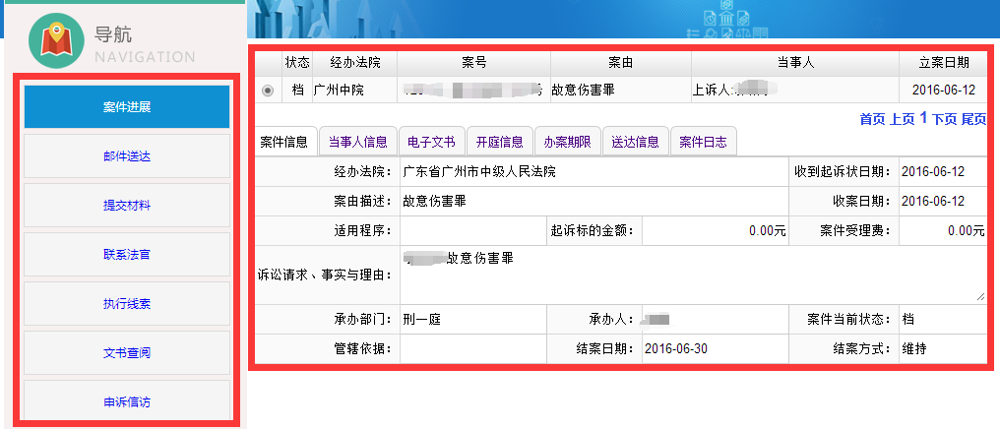 导航
NAVIGATION
案件进展
邮件送达
提交材料
联系法官
执行线索
文书查阅
申诉信访
状态 经办法院 案号 案由 当事人 立案日期
档 广州中院 号 故意伤害罪 上诉人: 2016-06-12
首页 上页 1 下页 尾页
案件信息 当事人信息 电子文书 开庭信息 办案期限 送达信息 案件日志
经办法院： 广东省广州市中级人民法院 收到起诉状日期： 2016-06-12
案由描述： 故意伤害罪 收案日期： 2016-06-12
适用程序： 起诉标的金额： 0.00元 案件受理费： 0.00元
诉讼请求、事实与理由： 故意伤害罪
承办部门： 刑一庭 承办人： 案件当前状态： 档
管辖依据： 结案日期： 2016-06-30 结案方式： 维持